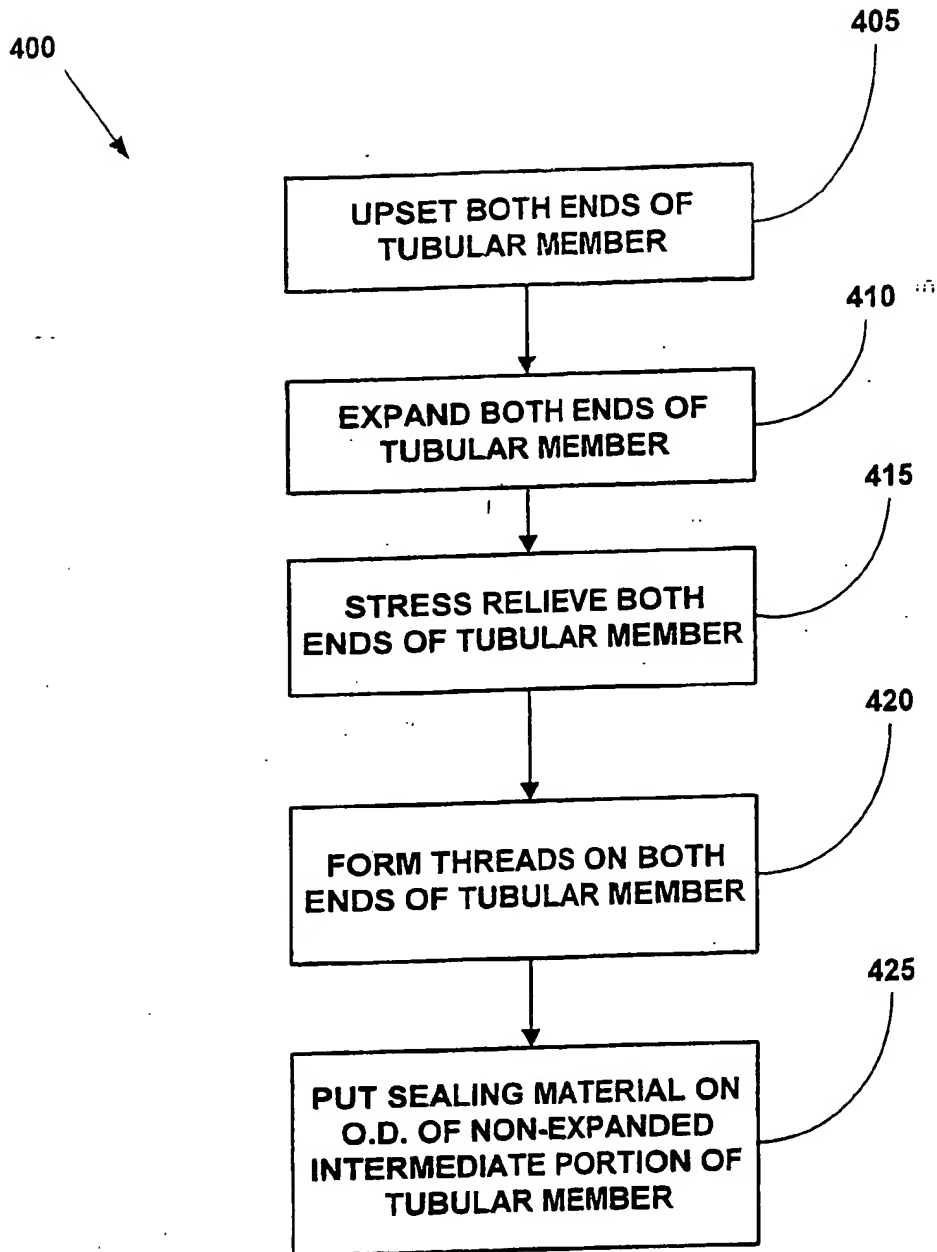 400
405
UPSET BOTH ENDS OF
TUBULAR MEMBER
410
EXPAND BOTH ENDS OF
TUBULAR MEMBER
415
STRESS RELIEVE BOTH
ENDS OF TUBULAR MEMBER
420
FORM THREADS ON BOTH
ENDS OF TUBULAR MEMBER
425
PUT SEALING MATERIAL ON
O.D. OF NON-EXPANDED
INTERMEDIATE PORTION OF
TUBULAR MEMBER